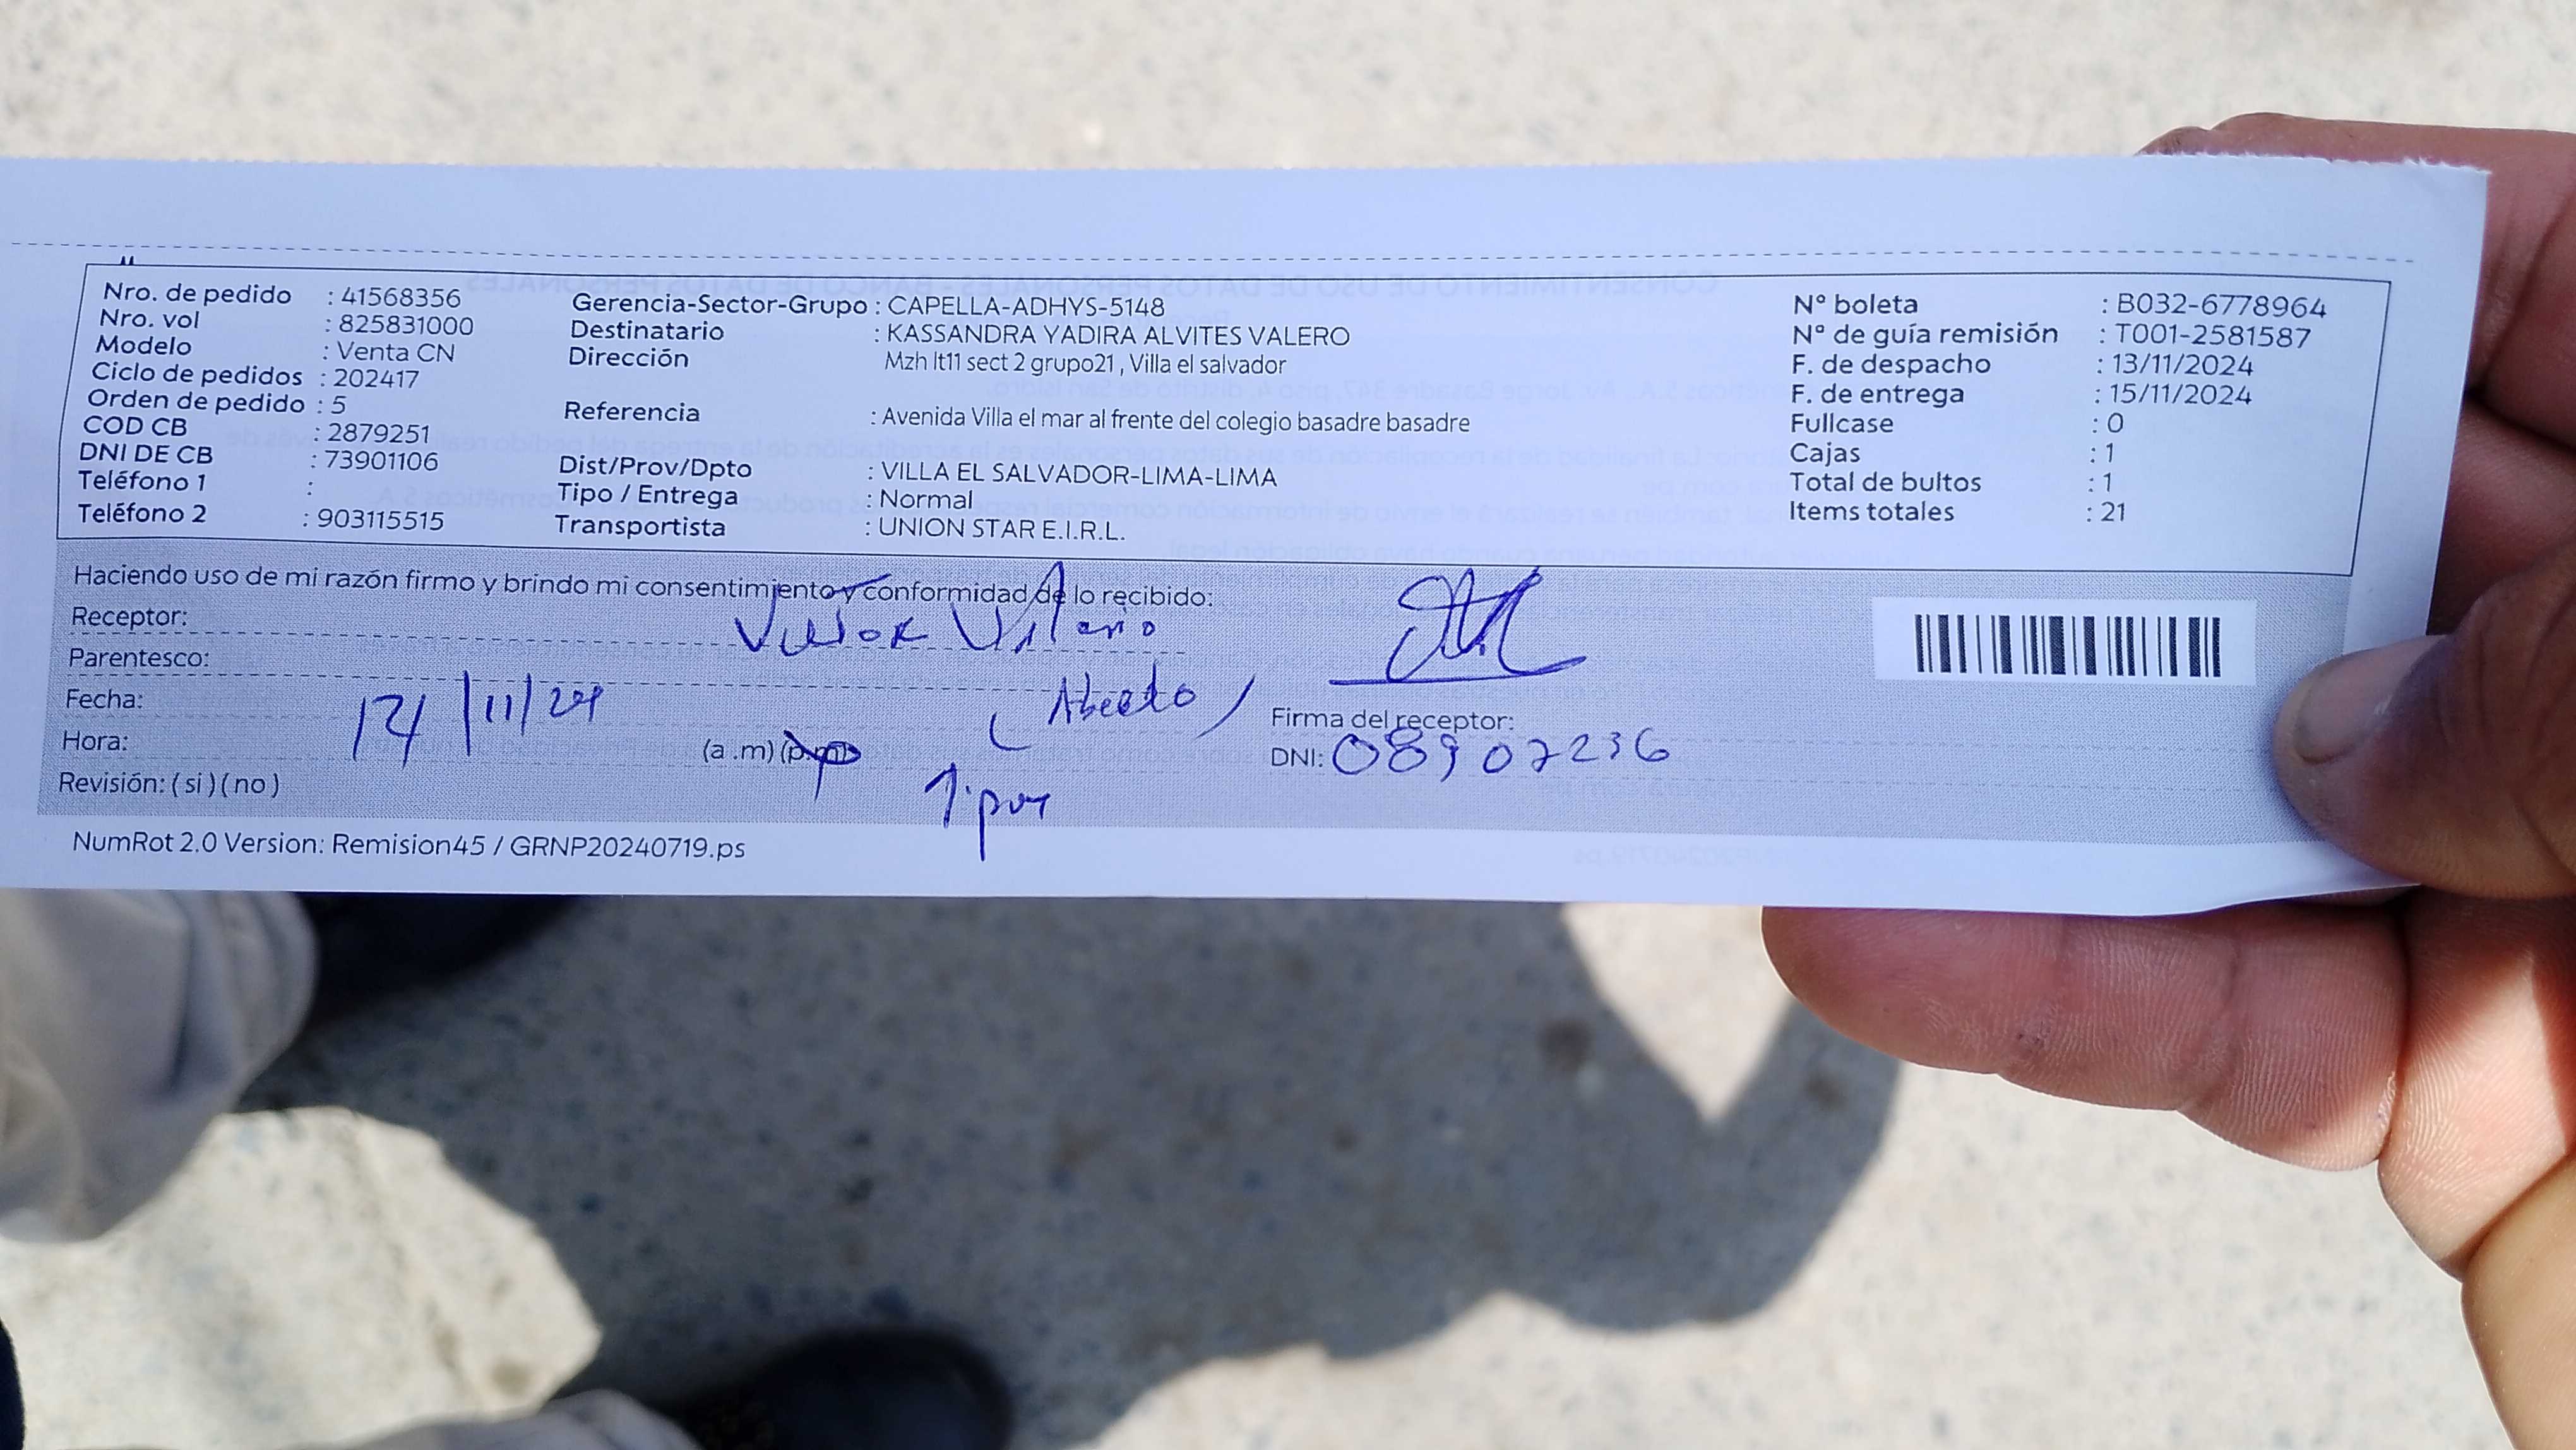 Nro. de pedido : 41568356
Nro. vol : 825831000
Modelo : Venta CN
Ciclo de pedidos : 202417
Orden de pedido : 5
COD CB : 2879251
DNI DE CB : 73901106
Teléfono 1 :
Teléfono 2 : 903115515
Gerencia-Sector-Grupo : CAPELLA-ADHYS-5148
Destinatario : KASSANDRA YADIRA ALVITES VALERO
Dirección Mzh lt11 sect 2 grupo21 , Villa el salvador
Referencia : Avenida Villa el mar al frente del colegio basadre basadre
Dist/Prov/Dpto : VILLA EL SALVADOR-LIMA-LIMA
Tipo / Entrega : Normal
Transportista : UNION STAR E.I.R.L.
N° boleta : B032-6778964
N° de guía remisión : T001-2581587
F. de despacho : 13/11/2024
F. de entrega : 15/11/2024
Fullcase : 0
Cajas : 1
Total de bultos : 1
Items totales : 21
Haciendo uso de mi razón firmo y brindo mi consentimiento y conformidad de lo recibido:
Receptor:
Parentesco:
Fecha: /11/24
Hora: (a .m) (p.m)
Revisión: ( si ) ( no )
Firma del receptor:
DNI: 08907236
NumRot 2.0 Version: Remision45 / GRNP20240719.ps